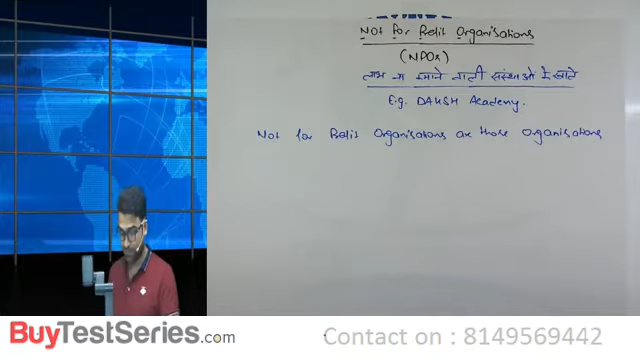 Not for Profit Organisations
(NPOs)
लाभ न कमाने वाली संस्थाओं के खाते
E.g. DAKSH Academy.
Not for Profit Organisations are those Organisations
BuyTestSeries.com
Contact on : 8149569442